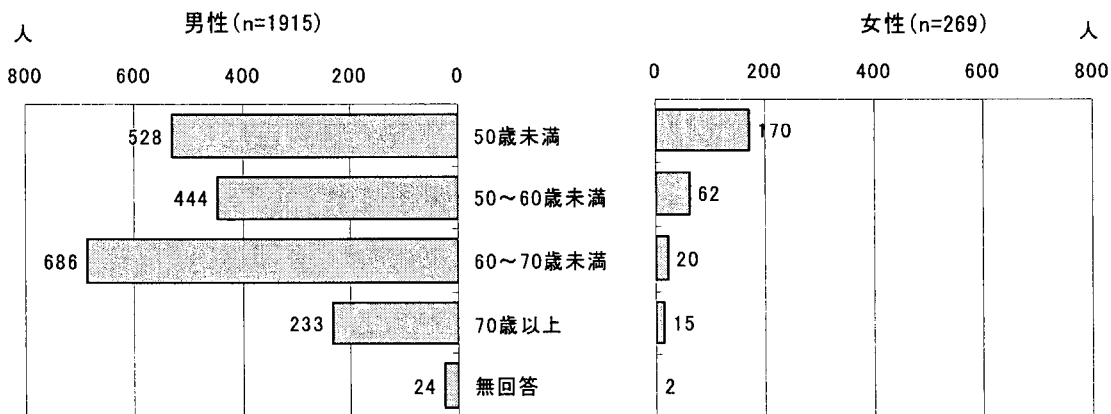 男性(n=1915)
女性(n=269)
人
人
800 600 400 200 0
0 200 400 600 800
528 50歳未満 170
444 50～60歳未満 62
686 60～70歳未満 20
233 70歳以上 15
24 無回答 2